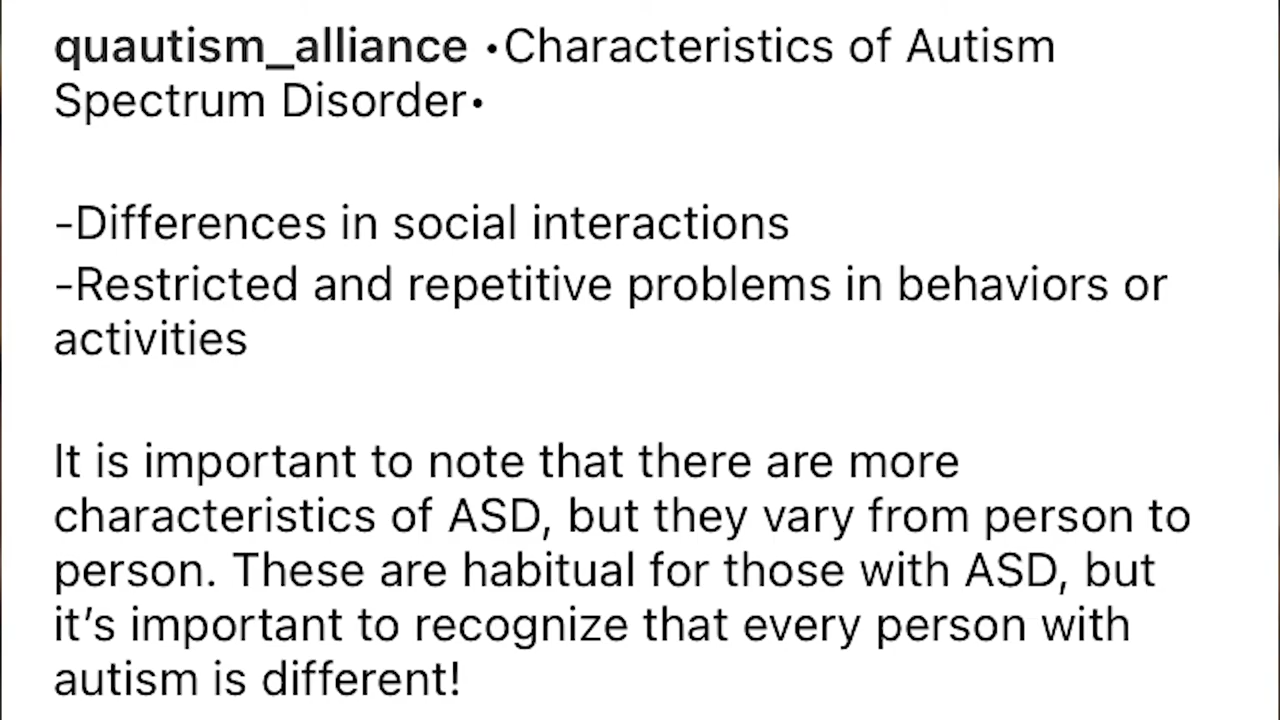 quautism_alliance •Characteristics of Autism
Spectrum Disorder•
-Differences in social interactions
-Restricted and repetitive problems in behaviors or
activities
It is important to note that there are more
characteristics of ASD, but they vary from person to
person. These are habitual for those with ASD, but
it’s important to recognize that every person with
autism is different!